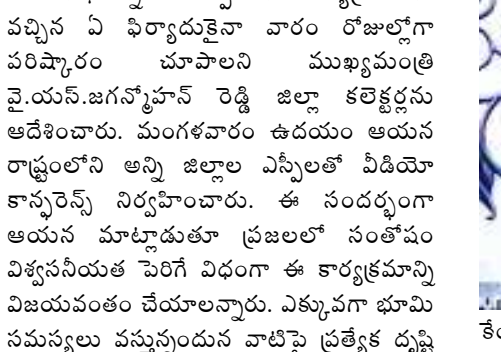 వచ్చిన ఏ ఫిర్యాదుకైనా వారం రోజుల్లోగా
పరిష్కారం చూపాలని ముఖ్యమంత్రి
వై.యస్.జగన్మోహన్ రెడ్డి జిల్లా కలెక్టర్లను
ఆదేశించారు. మంగళవారం ఉదయం ఆయన
రాష్ట్రంలోని అన్ని జిల్లాల ఎస్పీలతో వీడియో
కాన్ఫరెన్స్ నిర్వహించారు. ఈ సందర్భంగా
ఆయన మాట్లాడుతూ ప్రజలలో సంతోషం
విశ్వసనీయత పెరిగే విధంగా ఈ కార్యక్రమాన్ని
విజయవంతం చేయాలన్నారు. ఎక్కువగా భూమి
సమస్యలు వస్తున్నందున వాటిపై ప్రత్యేక దృష్టి